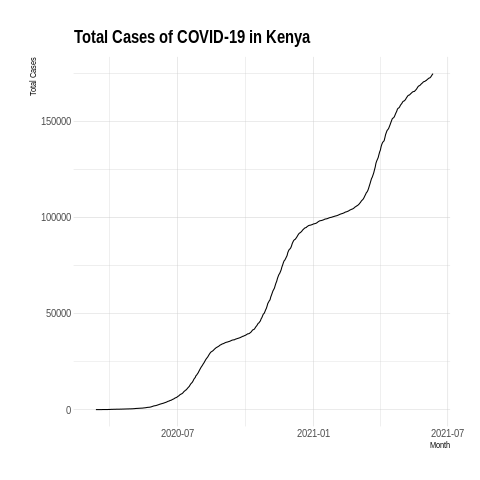 Total Cases of COVID-19 in Kenya
Total Cases
150000
100000
50000
0
2020-07
2021-01
2021-07
Month